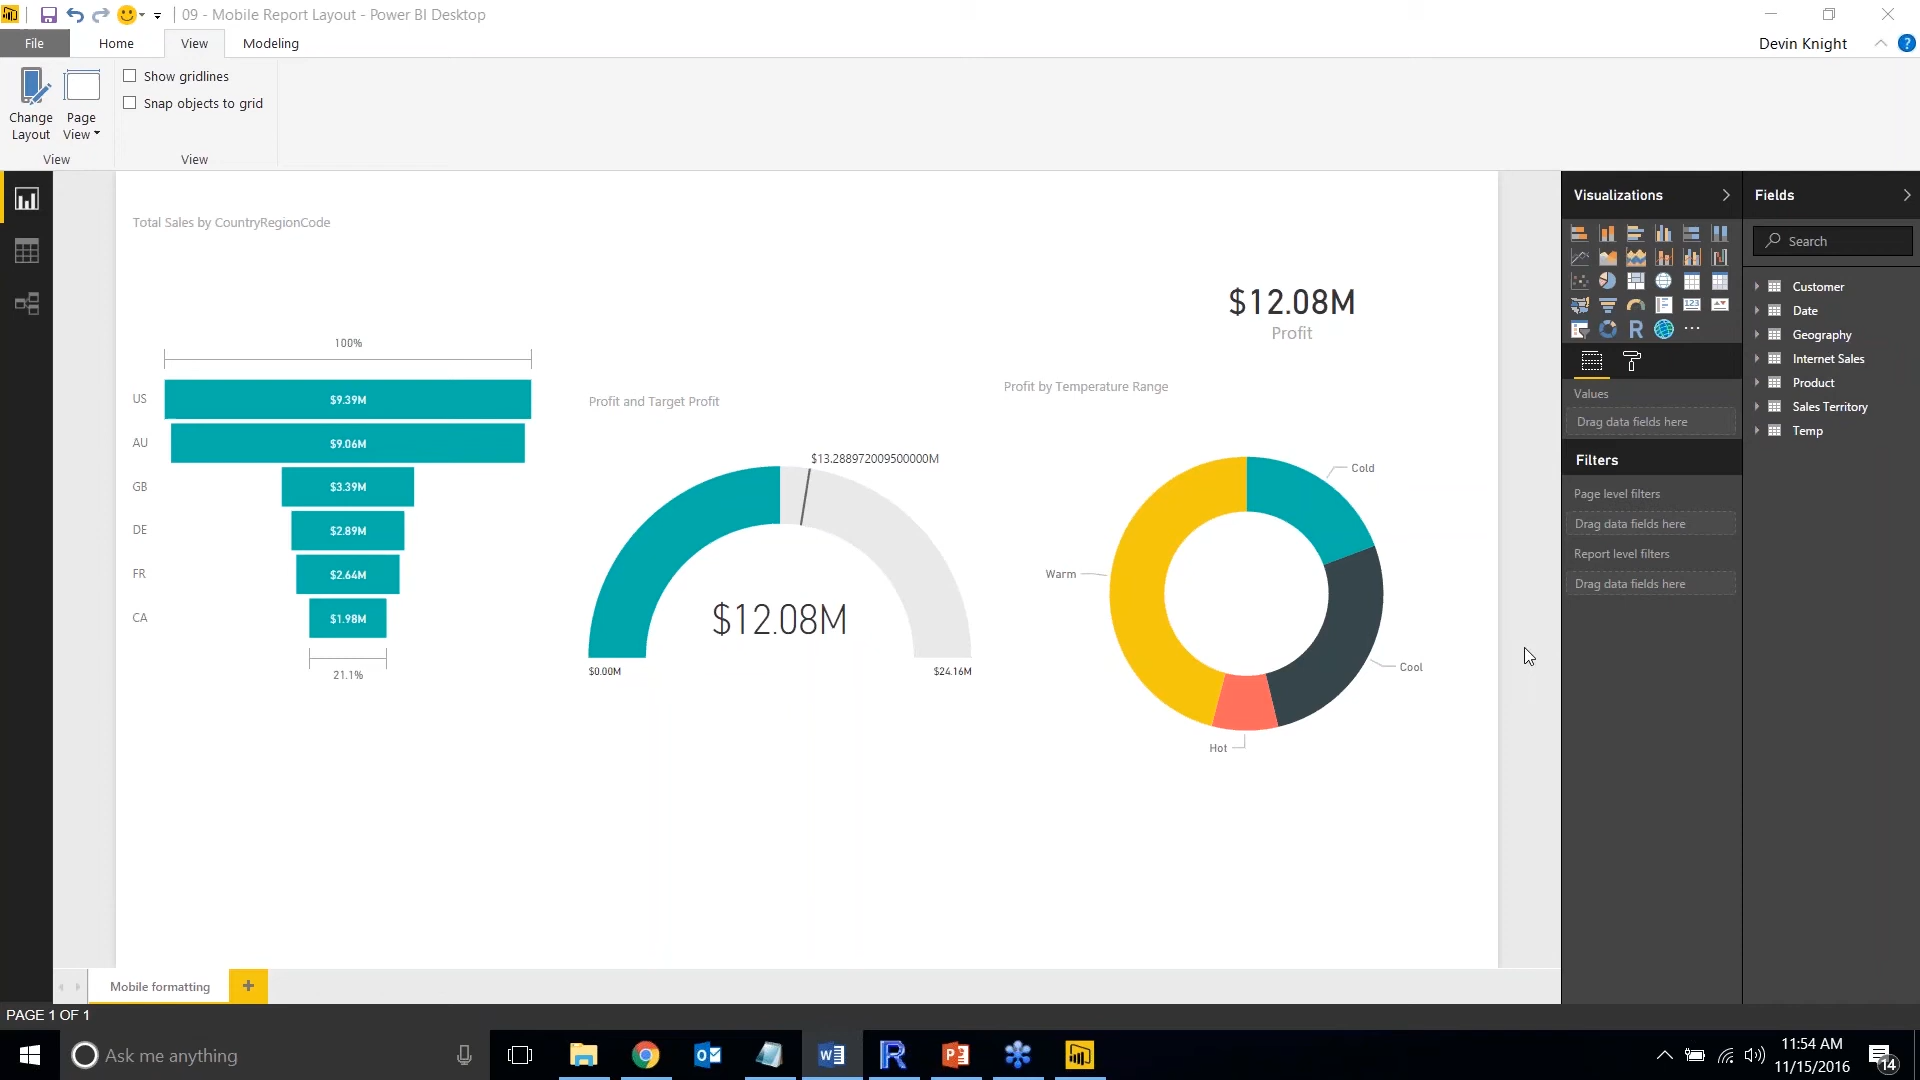 09 - Mobile Report Layout - Power BI Desktop
File
Home
View
Modeling
Devin Knight
?
Change
Layout
Page
View
Show gridlines
Snap objects to grid
View
View
Total Sales by CountryRegionCode
100%
US
$9.39M
AU
$9.06M
GB
$3.39M
DE
$2.89M
FR
$2.64M
CA
$1.98M
21.1%
Profit and Target Profit
$13.288972009500000M
$12.08M
$0.00M
$24.16M
$12.08M
Profit
Profit by Temperature Range
Cold
Warm
Cool
Hot
Visualizations
R
123
Values
Drag data fields here
Filters
Page level filters
Drag data fields here
Report level filters
Drag data fields here
Fields
Search
Customer
Date
Geography
Internet Sales
Product
Sales Territory
Temp
Mobile formatting
+
PAGE 1 OF 1
Ask me anything
11:54 AM
11/15/2016
14